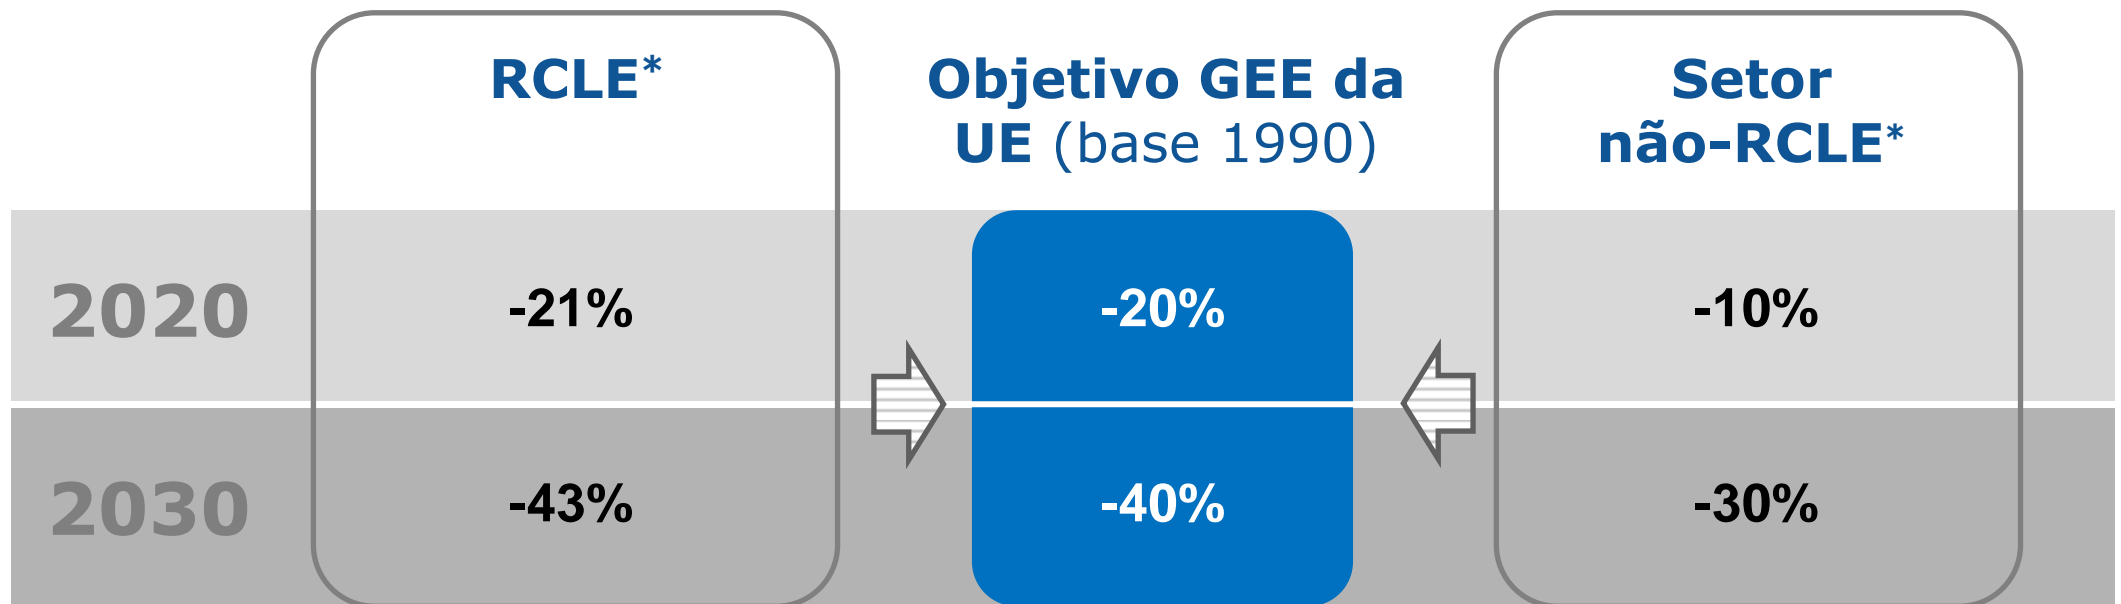 RCLE*
Objetivo GEE da
UE (base 1990)
Setor
não-RCLE*
2020
-21%
-20%
-10%
2030
-43%
-40%
-30%